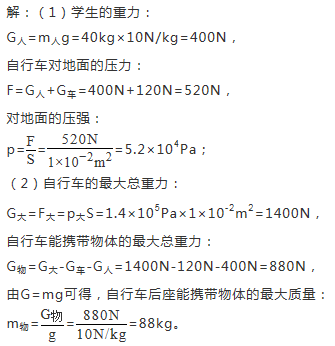 解：（1）学生的重力：
G人=m人g=40kg×10N/kg=400N，
自行车对地面的压力：
F=G人+G车=400N+120N=520N，
对地面的压强：
p=F/S=520N/1×10⁻²m²=5.2×10⁴Pa；
（2）自行车的最大总重力：
G大=F大=p大S=1.4×10⁵Pa×1×10⁻²m²=1400N，
自行车能携带物体的最大总重力：
G物=G大-G车-G人=1400N-120N-400N=880N，
由G=mg可得，自行车后座能携带物体的最大质量：
m物=G物/g=880N/10N/kg=88kg。